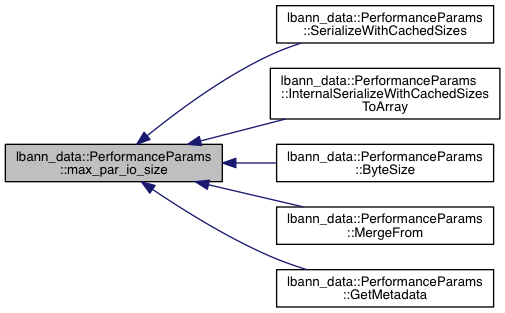 lbann_data::PerformanceParams
::SerializeWithCachedSizes
lbann_data::PerformanceParams
::InternalSerializeWithCachedSizes
ToArray
lbann_data::PerformanceParams
::max_par_io_size
lbann_data::PerformanceParams
::ByteSize
lbann_data::PerformanceParams
::MergeFrom
lbann_data::PerformanceParams
::GetMetadata